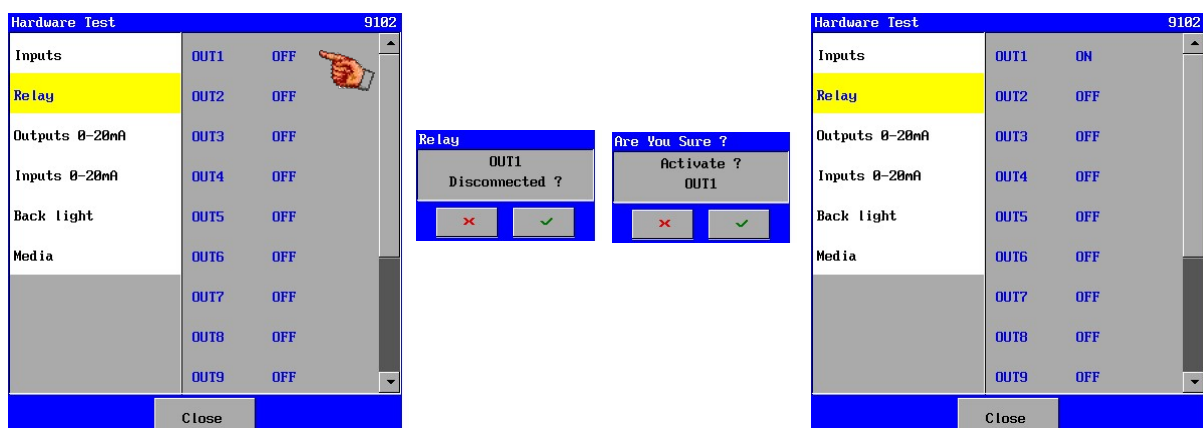 Hardware Test 9102
Inputs
Relay
Outputs 0-20mA
Inputs 0-20mA
Back light
Media
OUT1 OFF
OUT2 OFF
OUT3 OFF
OUT4 OFF
OUT5 OFF
OUT6 OFF
OUT7 OFF
OUT8 OFF
OUT9 OFF
Close
Relay
OUT1
Disconnected ?
Are You Sure ?
Activate ?
OUT1
Hardware Test 9102
Inputs
Relay
Outputs 0-20mA
Inputs 0-20mA
Back light
Media
OUT1 ON
OUT2 OFF
OUT3 OFF
OUT4 OFF
OUT5 OFF
OUT6 OFF
OUT7 OFF
OUT8 OFF
OUT9 OFF
Close